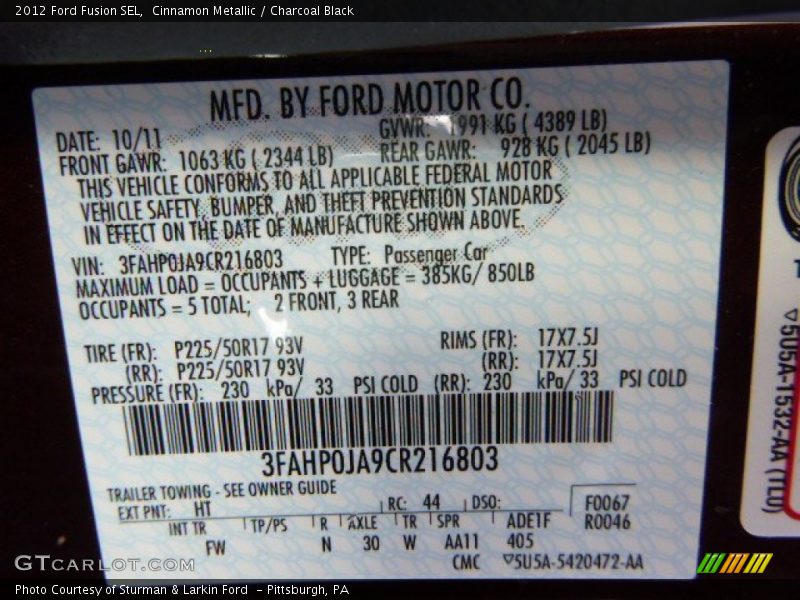 2012 Ford Fusion SEL, Cinnamon Metallic / Charcoal Black
MFD. BY FORD MOTOR CO.
DATE: 10/11 GVWR: 1991 KG ( 4389 LB)
FRONT GAWR: 1063 KG ( 2344 LB) REAR GAWR: 928 KG ( 2045 LB)
THIS VEHICLE CONFORMS TO ALL APPLICABLE FEDERAL MOTOR
VEHICLE SAFETY, BUMPER, AND THEFT PREVENTION STANDARDS
IN EFFECT ON THE DATE OF MANUFACTURE SHOWN ABOVE.
VIN: 3FAHP0JA9CR216803 TYPE: Passenger Car
MAXIMUM LOAD = OCCUPANTS + LUGGAGE = 385KG/ 850LB
OCCUPANTS = 5 TOTAL; 2 FRONT, 3 REAR
TIRE (FR): P225/50R17 93V RIMS (FR): 17X7.5J
(RR): P225/50R17 93V (RR): 17X7.5J
PRESSURE (FR): 230 kPa/ 33 PSI COLD (RR): 230 kPa/ 33 PSI COLD
3FAHP0JA9CR216803
TRAILER TOWING - SEE OWNER GUIDE
EXT PNT: HT RC: 44 DSO: F0067
INT TR TP/PS R AXLE TR SPR ADE1F R0046
FW N 30 W AA11 405
CMC ▽5U5A-5420472-AA
▽5U5A-1532-AA (TLU)
GTCarLot.com
Photo Courtesy of Sturman & Larkin Ford - Pittsburgh, PA